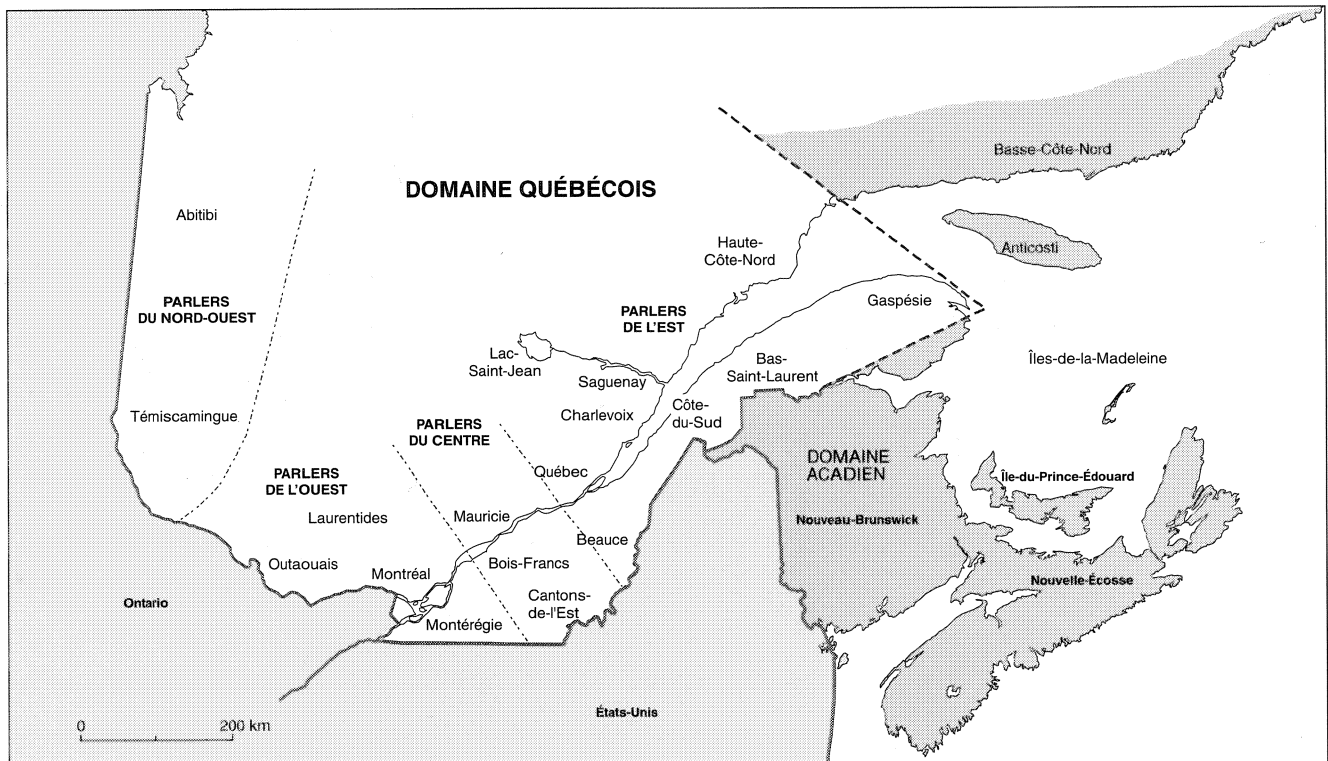 Basse-Côte-Nord
DOMAINE QUÉBÉCOIS
Abitibi
Haute-
Côte-Nord
Anticosti
PARLERS
DU NORD-OUEST
PARLERS
DE L'EST
Gaspésie
Lac-
Saint-Jean
Saguenay
Bas-
Saint-Laurent
Îles-de-la-Madeleine
Témiscamingue
Charlevoix
Côte-
du-Sud
PARLERS
DU CENTRE
PARLERS
DE L'OUEST
Québec
DOMAINE
ACADIEN
Île-du-Prince-Édouard
Laurentides
Mauricie
Nouveau-Brunswick
Beauce
Outaouais
Montréal
Bois-Francs
Nouvelle-Écosse
Ontario
Cantons-
de-l'Est
Montérégie
États-Unis
0 200 km